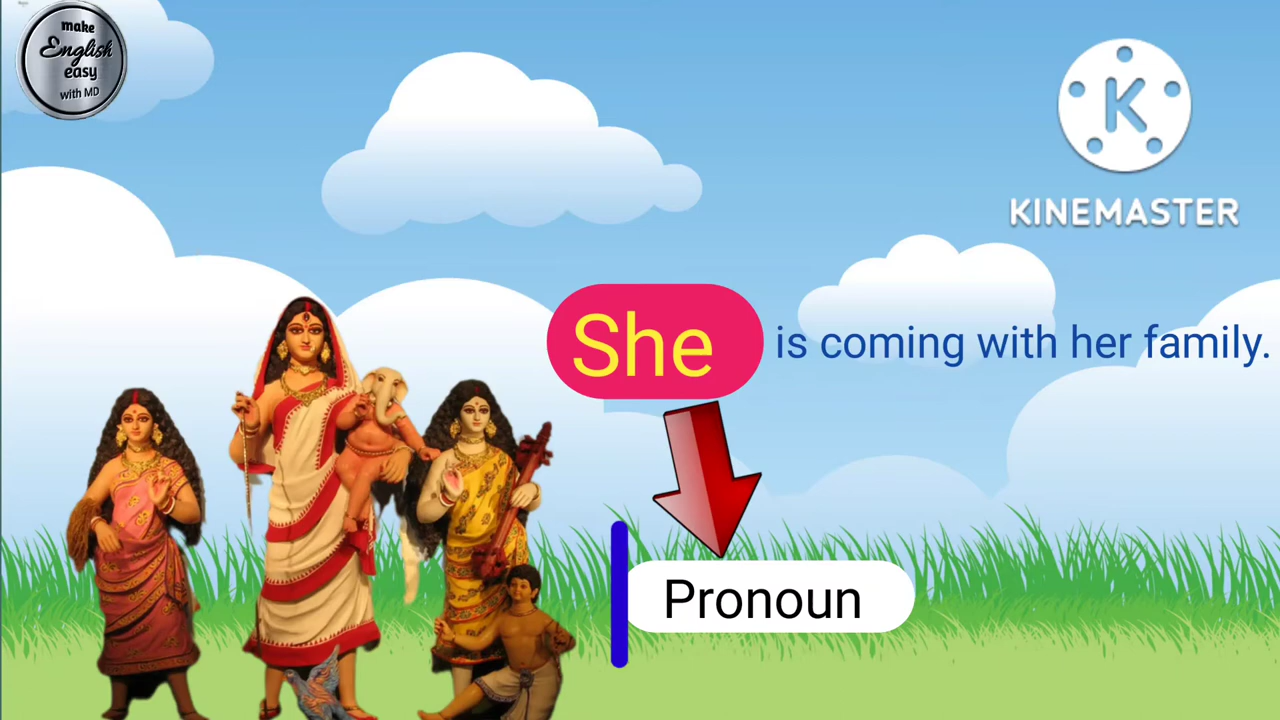 make
English
easy
with MD
K
KINEMASTER
She is coming with her family.
Pronoun